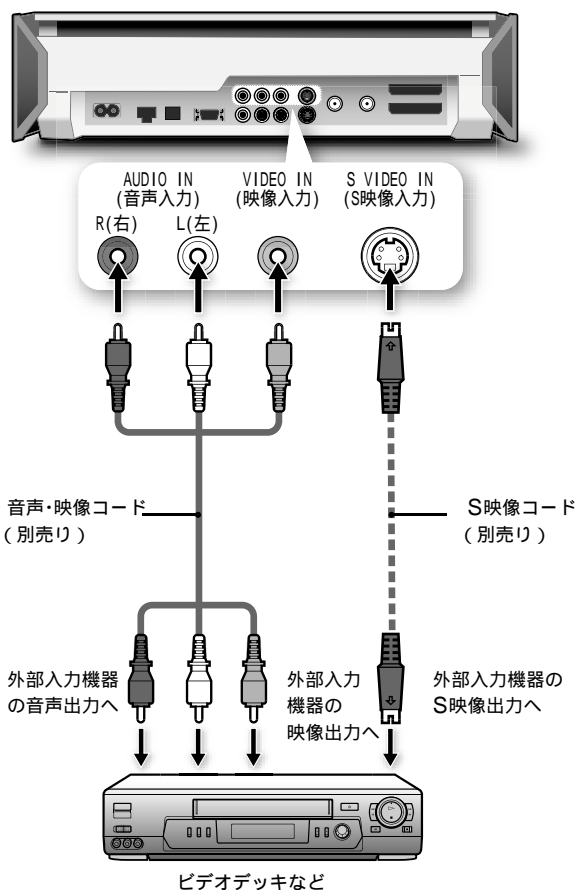 AUDIO IN
(音声入力)
VIDEO IN
(映像入力)
S VIDEO IN
(S映像入力)
R(右)
L(左)
音声・映像コード
(別売り)
S映像コード
(別売り)
外部入力機器
の音声出力へ
外部入力
機器の
映像出力へ
外部入力機器の
S映像出力へ
ビデオデッキなど